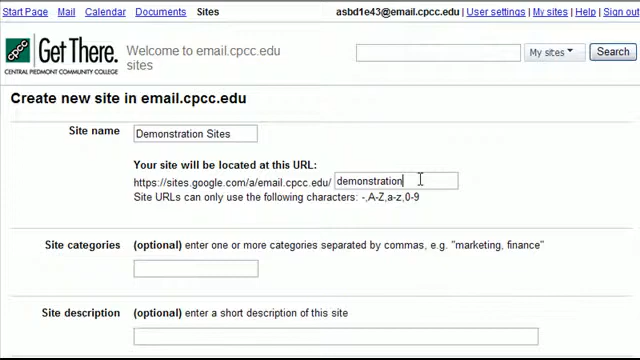 Start Page Mail Calendar Documents Sites asbd1e43@email.cpcc.edu | User settings | My sites | Help | Sign out
cpcc Get There. Welcome to email.cpcc.edu sites My sites Search
CENTRAL PIEDMONT COMMUNITY COLLEGE
Create new site in email.cpcc.edu
Site name Demonstration Sites
Your site will be located at this URL:
https://sites.google.com/a/email.cpcc.edu/ demonstration
Site URLs can only use the following characters: -,A-Z,a-z,0-9
Site categories (optional) enter one or more categories separated by commas, e.g. "marketing, finance"
Site description (optional) enter a short description of this site